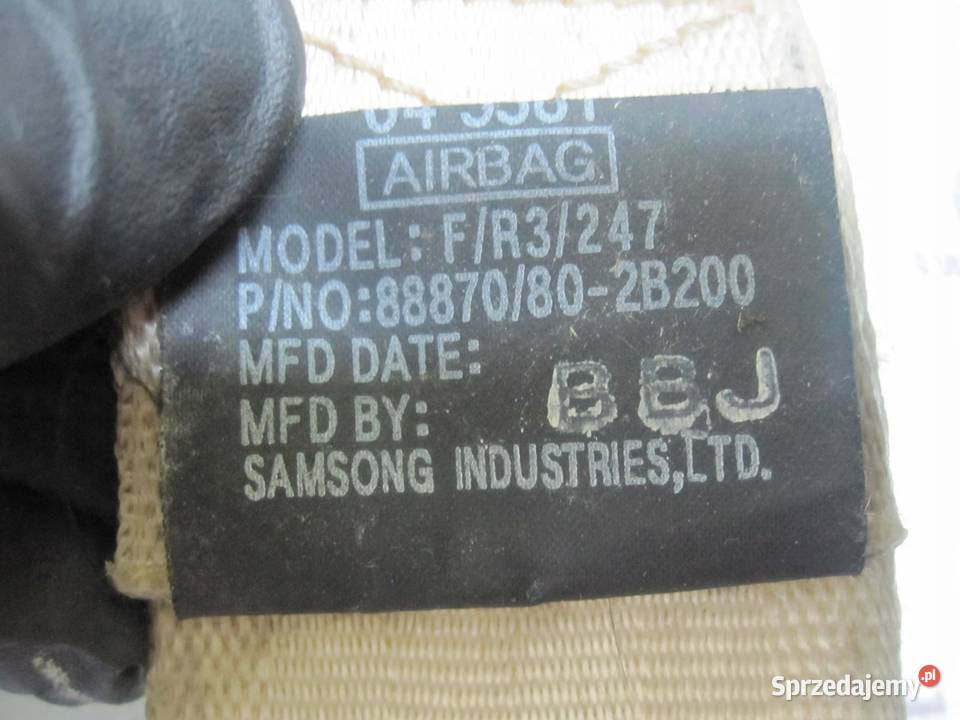 AIRBAG
MODEL: F/R3/247
P/NO:88870/80-2B200
MFD DATE:
BBJ
MFD BY:
SAMSONG INDUSTRIES,LTD.
Sprzedajemy.pl